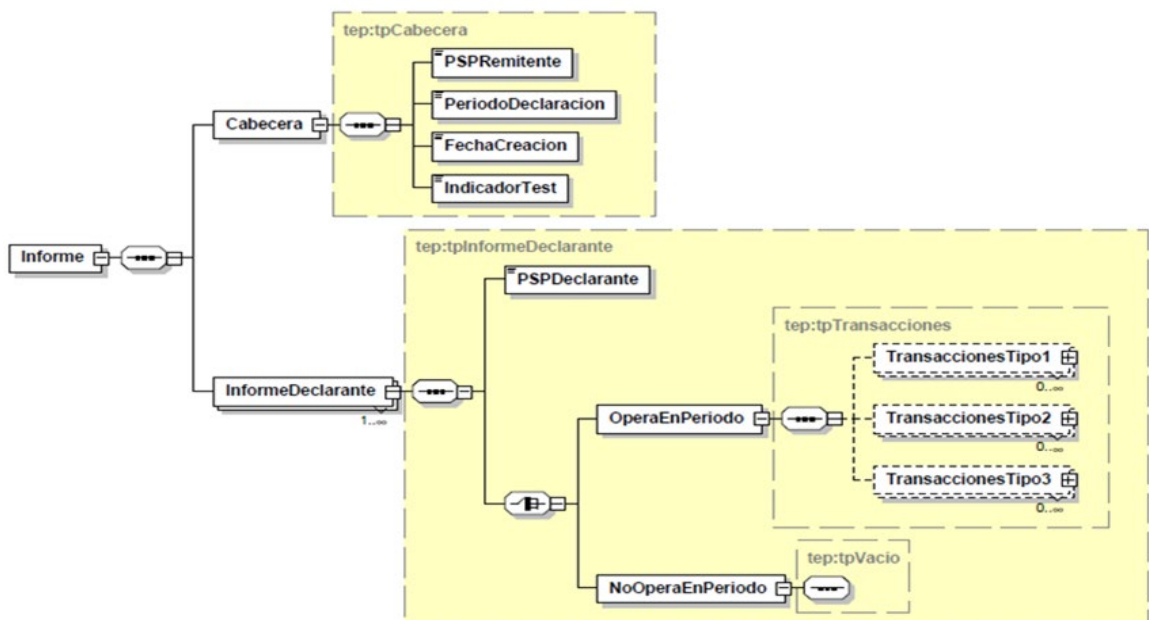 tep:tpCabecera
PSPRemitente
PeriodoDeclaracion
Cabecera
FechaCreacion
IndicadorTest
tep:tpInformeDeclarante
Informe
PSPDeclarante
tep:tpTransacciones
TransaccionesTipo1
0..∞
InformeDeclarante
1..∞
OperaEnPeriodo
TransaccionesTipo2
0..∞
TransaccionesTipo3
0..∞
tep:tpVacio
NoOperaEnPeriodo